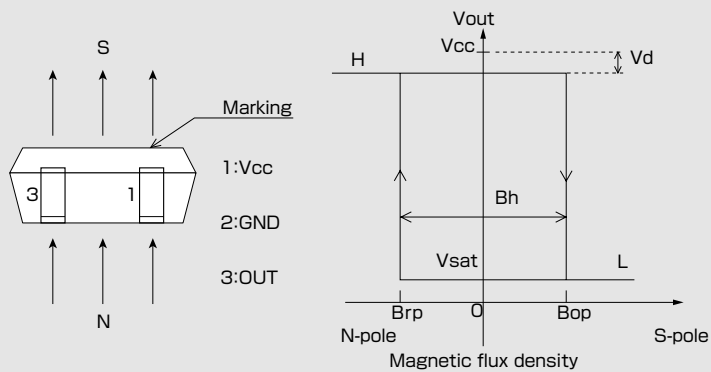 S
Marking
3
1
1:Vcc
2:GND
3:OUT
N
Vout
Vcc
Vd
H
Bh
Vsat
L
Brp
O
Bop
N-pole
S-pole
Magnetic flux density